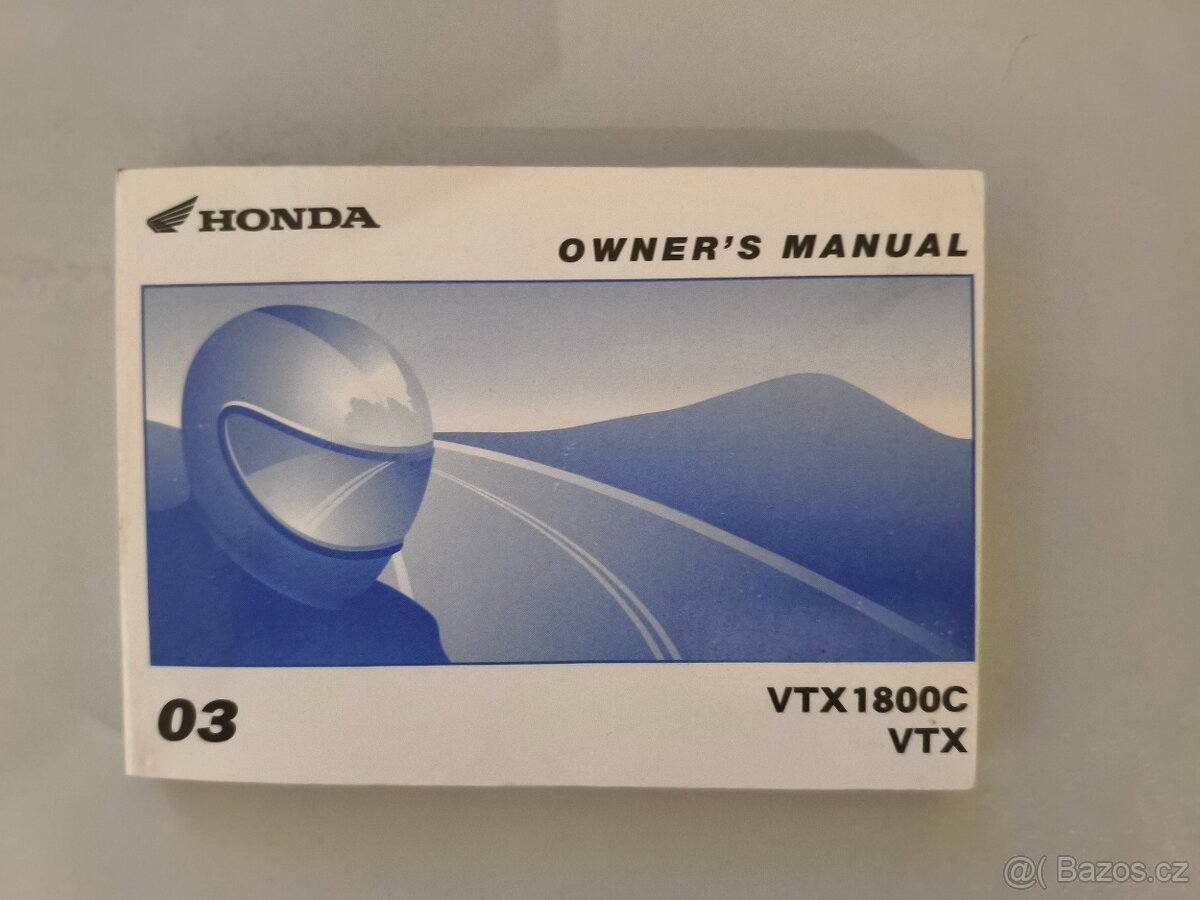 HONDA
OWNER'S MANUAL
03
VTX1800C
VTX
@( Bazos.cz